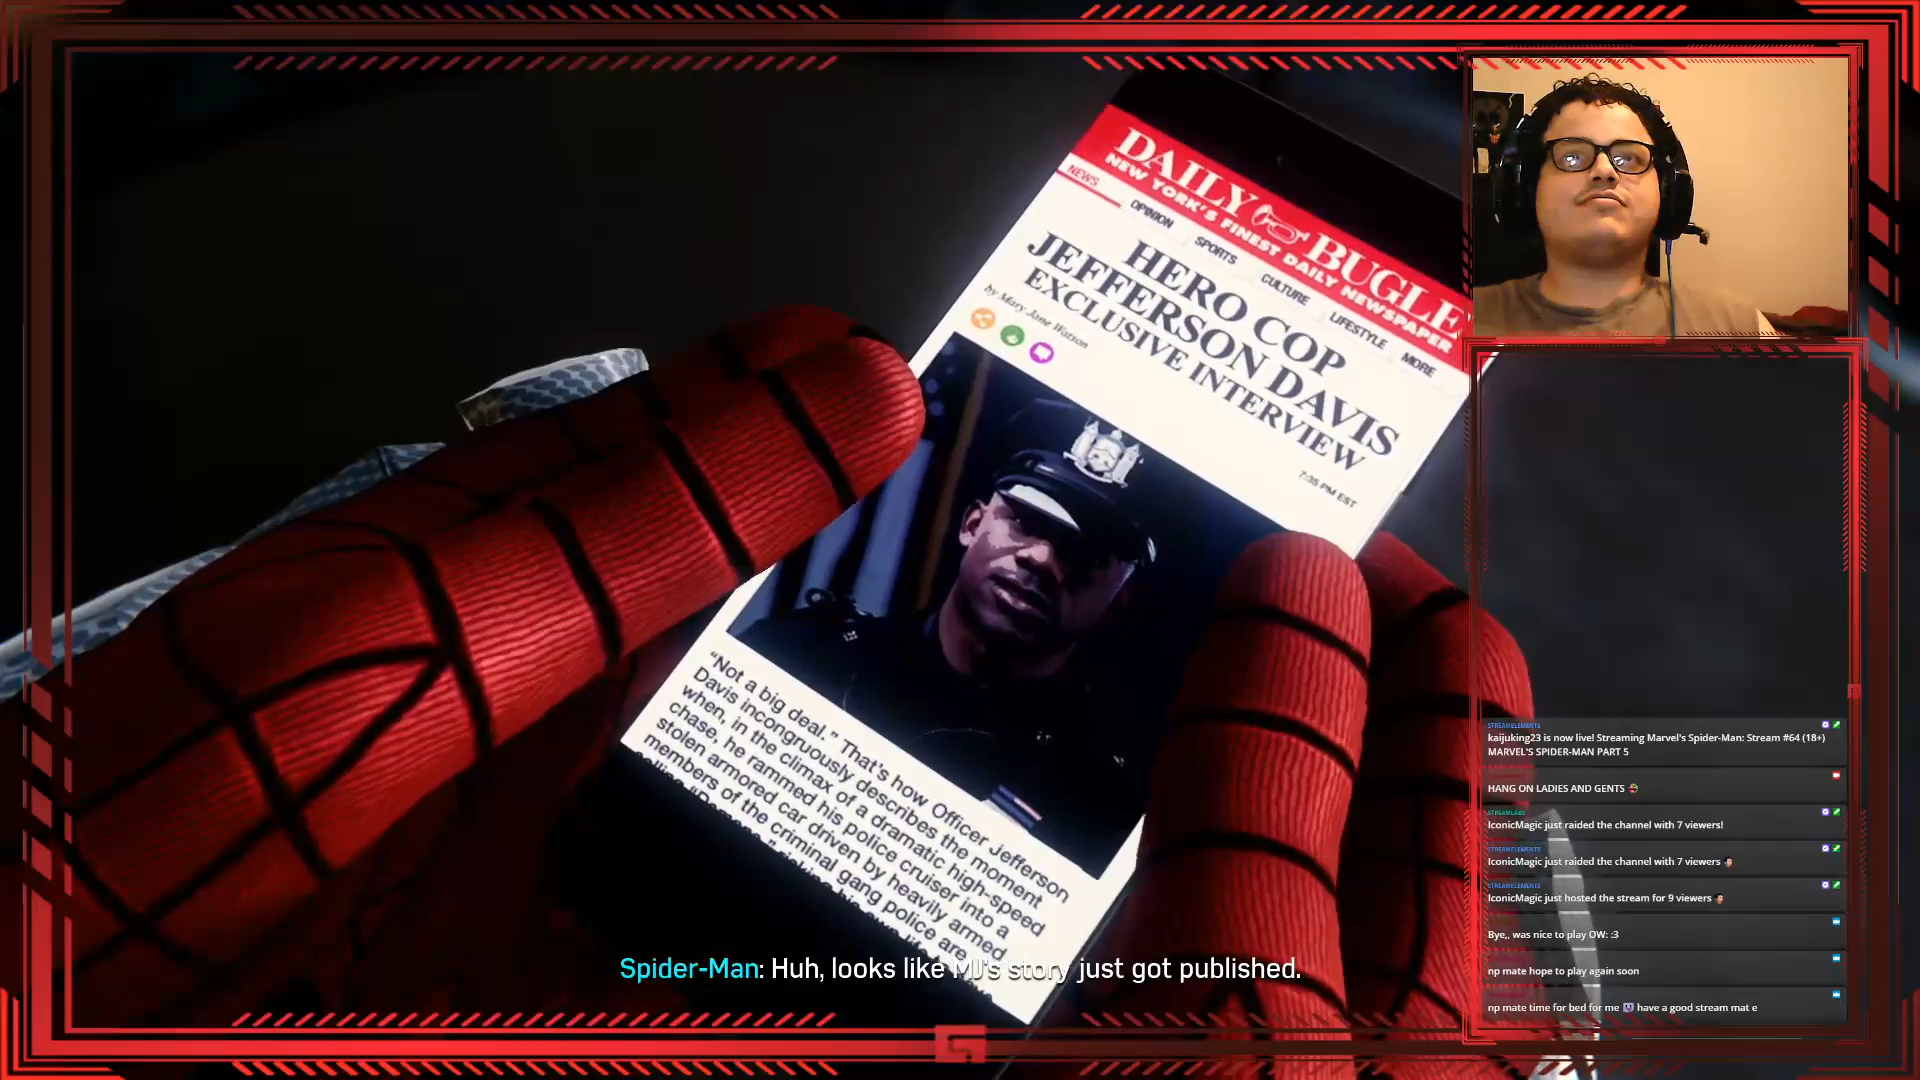 DAILY BUGLE
NEW YORK'S FINEST DAILY NEWSPAPER
NEWS
OPINION
SPORTS
CULTURE
LIFESTYLE
MORE
HERO COP
JEFFERSON DAVIS
EXCLUSIVE INTERVIEW
by Mary Jane Watson
7:35 PM EST
“Not a big deal.” That's how Officer Jefferson
Davis incongruously describes the moment
when, in the climax of a dramatic high-speed
chase, he rammed his police cruiser into a
stolen armored car driven by heavily armed
members of the criminal gang police are
Spider-Man: Huh, looks like MJ's story just got published.
STREAMELEMENTS
kaijuking23 is now live! Streaming Marvel's Spider-Man: Stream #64 (18+)
MARVEL'S SPIDER-MAN PART 5
HANG ON LADIES AND GENTS
STREAMLABS
IconicMagic just raided the channel with 7 viewers!
STREAMELEMENTS
IconicMagic just raided the channel with 7 viewers
STREAMELEMENTS
IconicMagic just hosted the stream for 9 viewers
Bye,, was nice to play OW: :3
np mate hope to play again soon
np mate time for bed for me have a good stream mat e